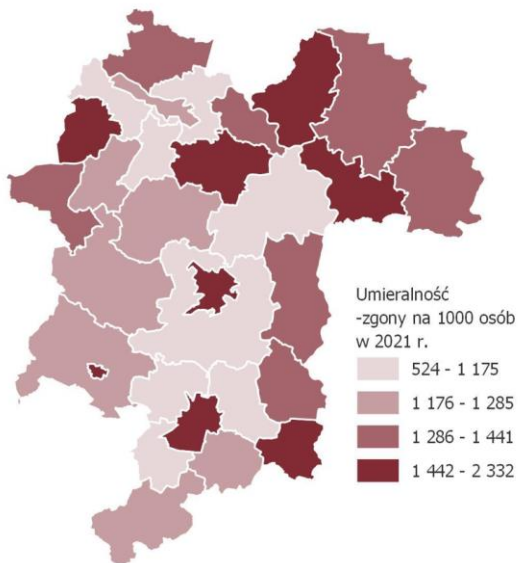 Umieralność
-zgony na 1000 osób
w 2021 r.
524 - 1 175
1 176 - 1 285
1 286 - 1 441
1 442 - 2 332